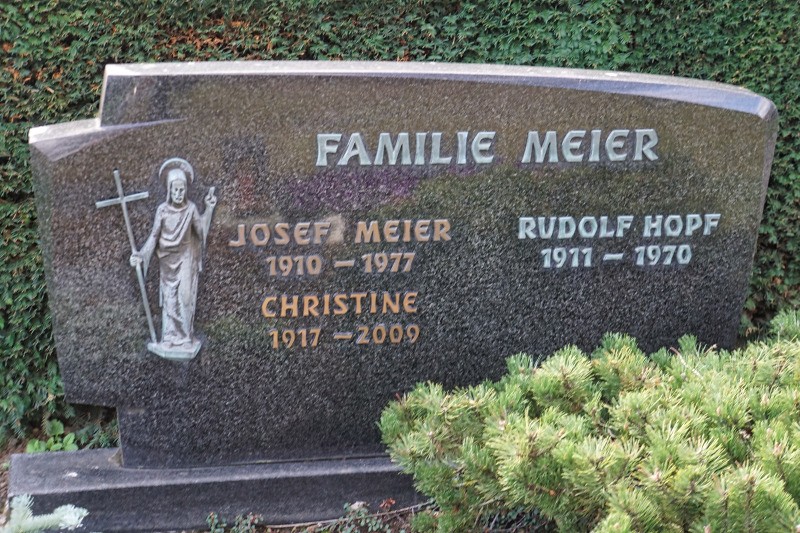 FAMILIE MEIER
JOSEF MEIER
1910 – 1977
CHRISTINE
1917 – 2009
RUDOLF HOPF
1911 – 1970